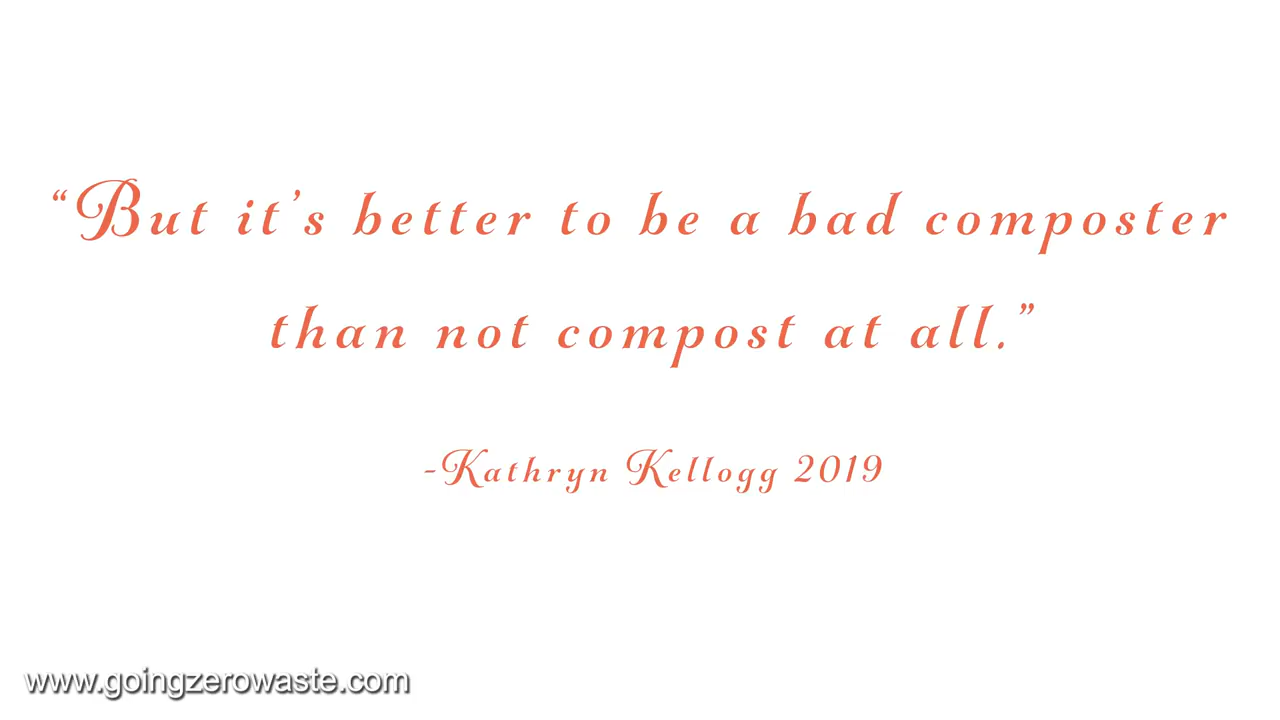 “But it’s better to be a bad composter
than not compost at all.”
-Kathryn Kellogg 2019
www.goingzerowaste.com